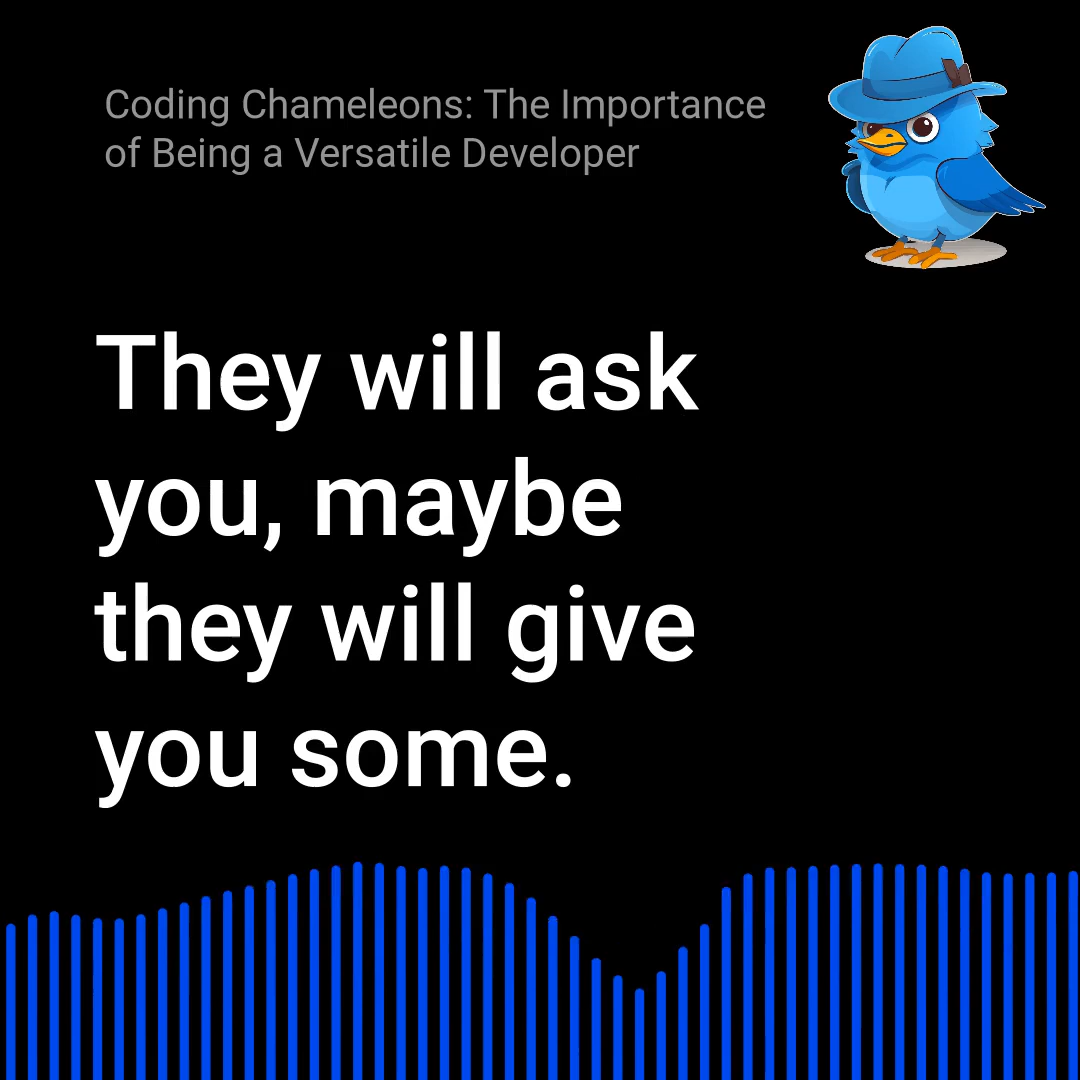 Coding Chameleons: The Importance
of Being a Versatile Developer
They will ask
you, maybe
they will give
you some.